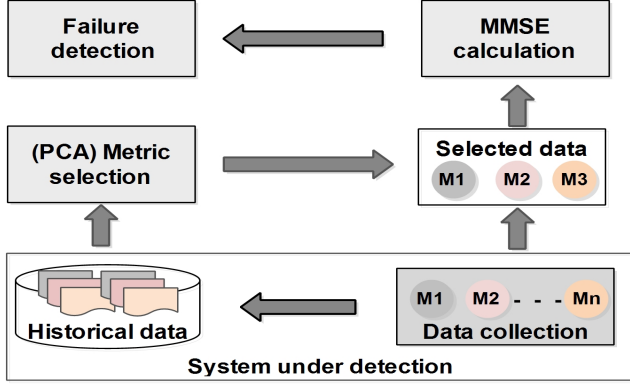 Failure
detection
MMSE
calculation
(PCA) Metric
selection
Selected data
M1 M2 M3
M1 M2 - - - Mn
Historical data
Data collection
System under detection